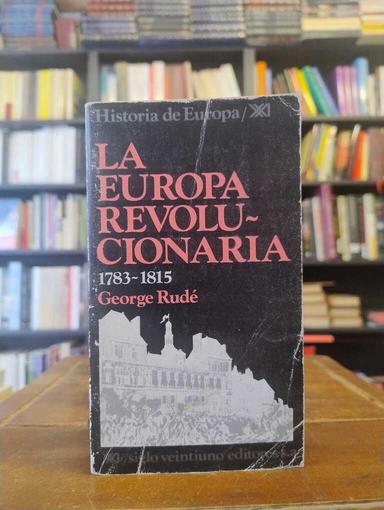 Historia de Europa/XXI
LA
EUROPA
REVOLU~
CIONARIA
1783~1815
George Rudé
siglo veintiuno editores s.a.